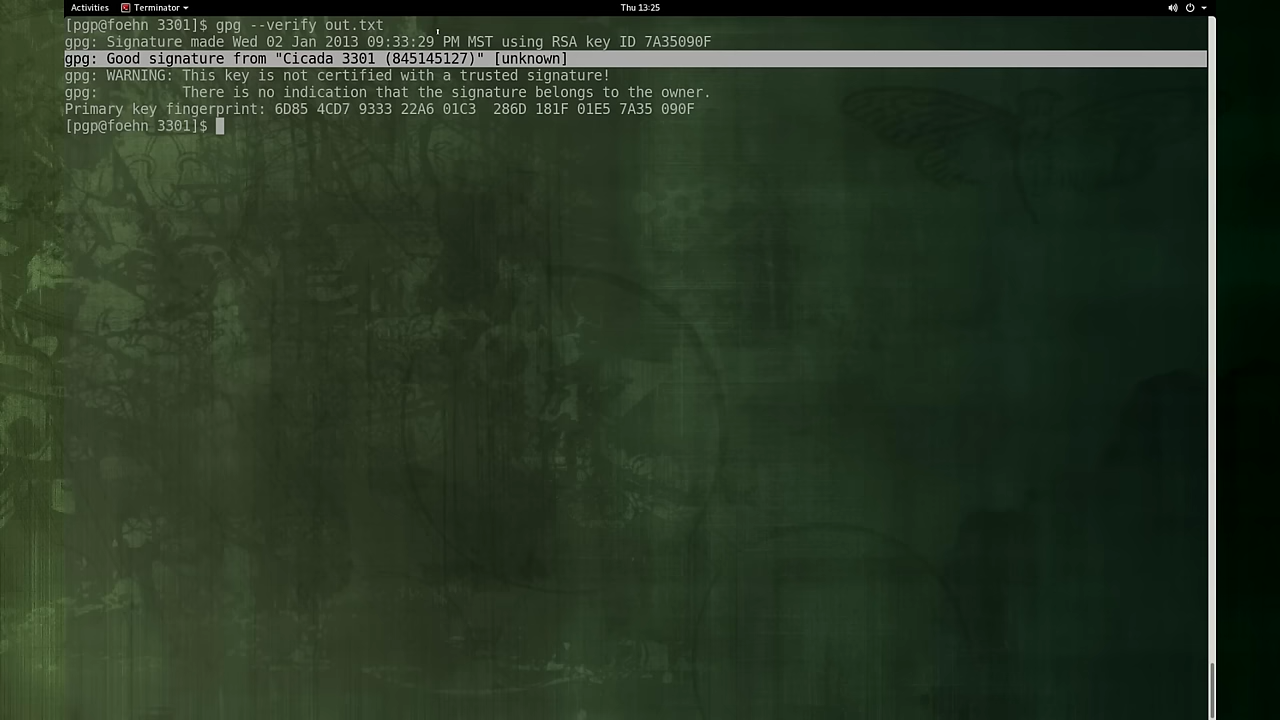 Activities Terminator Thu 13:25
[pgp@foehn 3301]$ gpg --verify out.txt
gpg: Signature made Wed 02 Jan 2013 09:33:29 PM MST using RSA key ID 7A35090F
gpg: Good signature from "Cicada 3301 (845145127)" [unknown]
gpg: WARNING: This key is not certified with a trusted signature!
gpg:          There is no indication that the signature belongs to the owner.
Primary key fingerprint: 6D85 4CD7 9333 22A6 01C3  286D 181F 01E5 7A35 090F
[pgp@foehn 3301]$